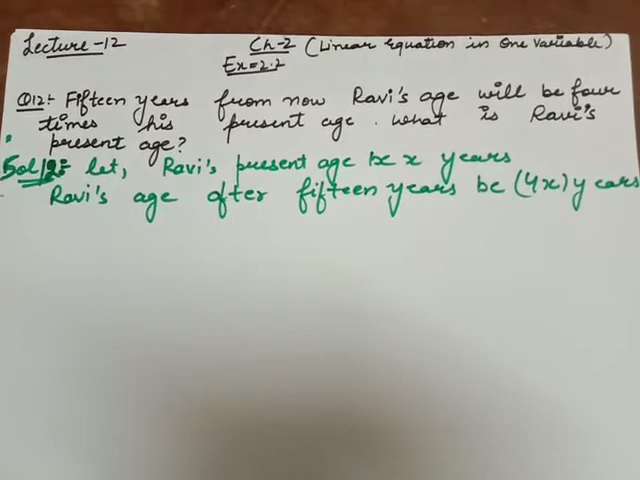 Lecture-12
Ch-2 (Linear Equation in One Variable)
Ex=2.2
Q12:- Fifteen years from now Ravi's age will be four
times his present age. What is Ravi's
present age?
Sol12:- let, Ravi's present age be x years
Ravi's age after fifteen years be (4x) years